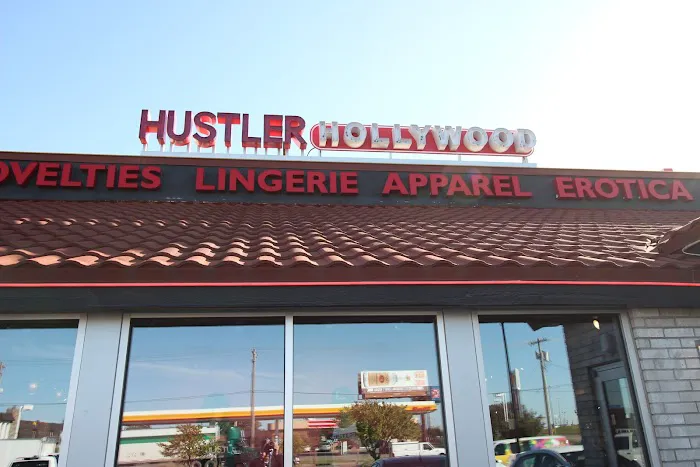 HUSTLER HOLLYWOOD
OVELTIES LINGERIE APPAREL EROTICA